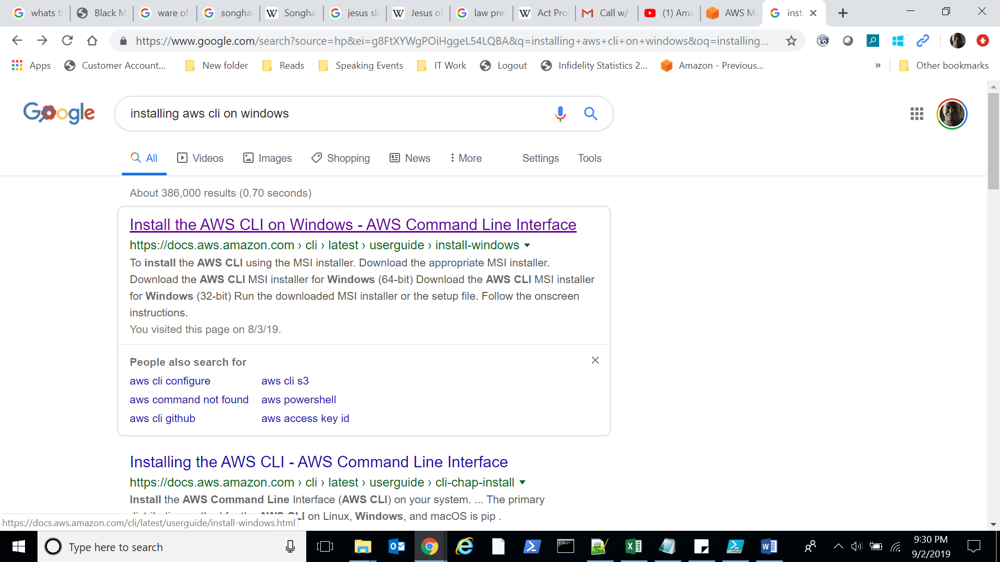 whats t
Black M
ware of
songhai
Songha
jesus sla
Jesus of
law prev
Act Pro
Call w/
(1) Ama
AWS M
inst
https://www.google.com/search?source=hp&ei=g8FtXYWgPOiHggeL54LQBA&q=installing+aws+cli+on+windows&oq=installing...
Apps
Customer Account...
New folder
Reads
Speaking Events
IT Work
Logout
Infidelity Statistics 2...
Amazon - Previous...
»
Other bookmarks
Google
installing aws cli on windows
All
Videos
Images
Shopping
News
More
Settings
Tools
About 386,000 results (0.70 seconds)
Install the AWS CLI on Windows - AWS Command Line Interface
https://docs.aws.amazon.com › cli › latest › userguide › install-windows
To install the AWS CLI using the MSI installer. Download the appropriate MSI installer.
Download the AWS CLI MSI installer for Windows (64-bit) Download the AWS CLI MSI installer
for Windows (32-bit) Run the downloaded MSI installer or the setup file. Follow the onscreen
instructions.
You visited this page on 8/3/19.
People also search for
aws cli configure
aws cli s3
aws command not found
aws powershell
aws cli github
aws access key id
Installing the AWS CLI - AWS Command Line Interface
https://docs.aws.amazon.com › cli › latest › userguide › cli-chap-install
Install the AWS Command Line Interface (AWS CLI) on your system. ... The primary
on Linux, Windows, and macOS is pip .
https://docs.aws.amazon.com/cli/latest/userguide/install-windows.html
Type here to search
9:30 PM
9/2/2019